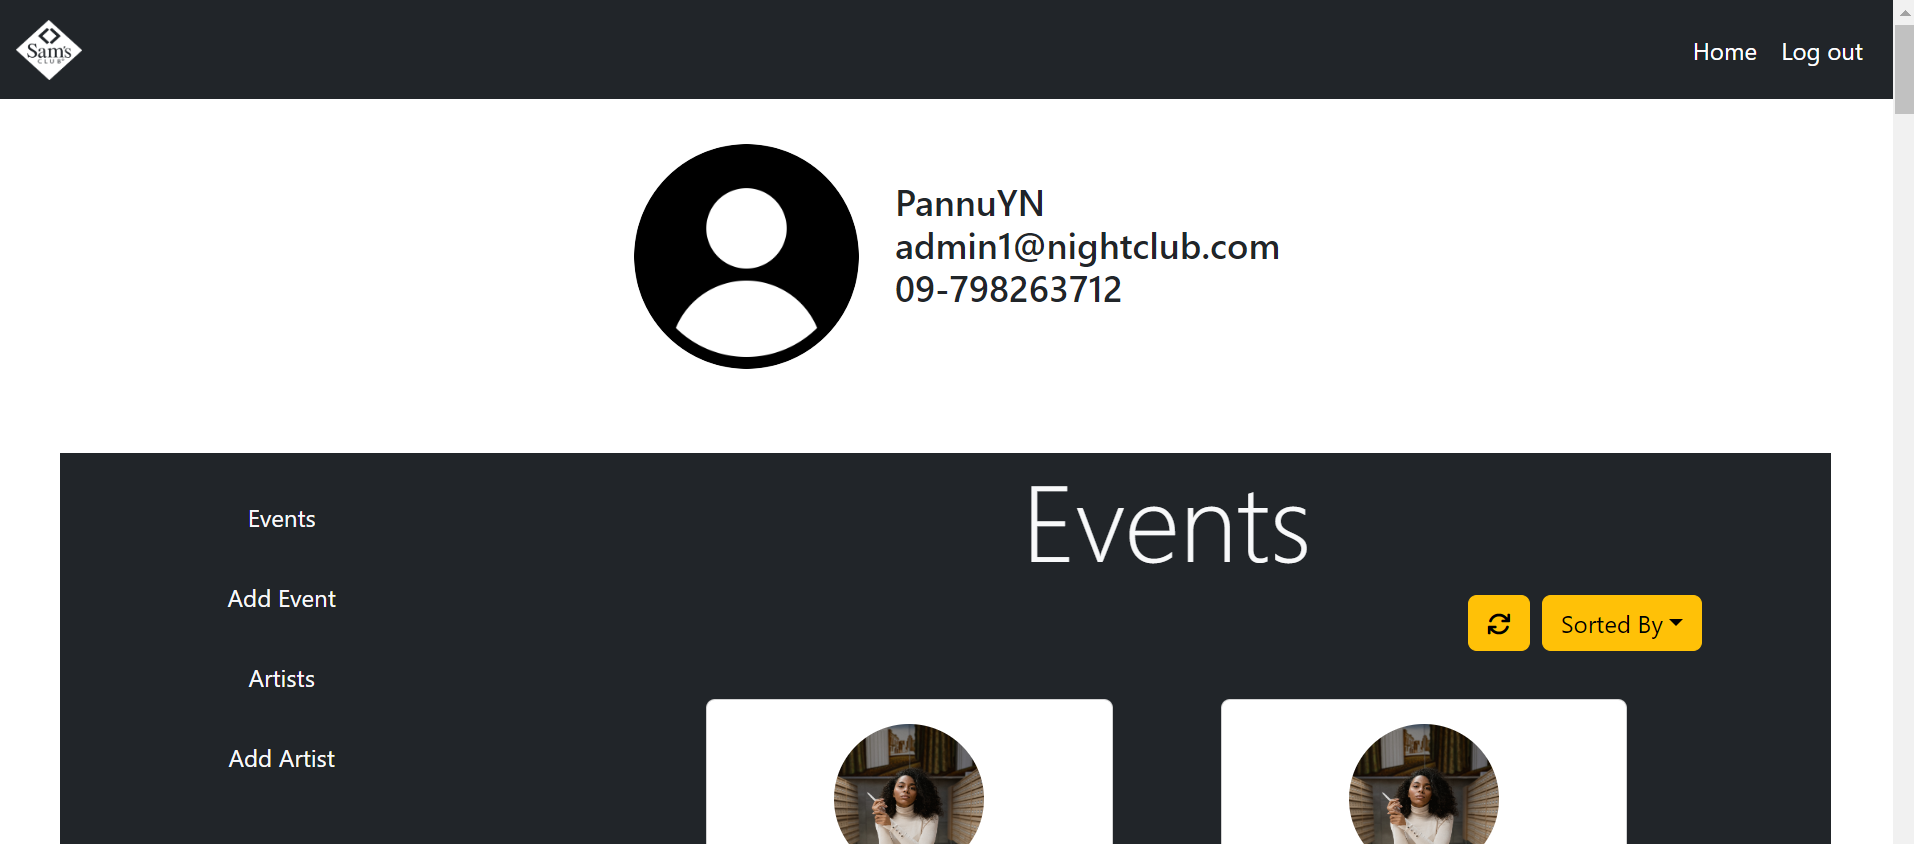 Sam's
CLUB
Home
Log out
PannuYN
admin1@nightclub.com
09-798263712
Events
Add Event
Artists
Add Artist
Events
Sorted By